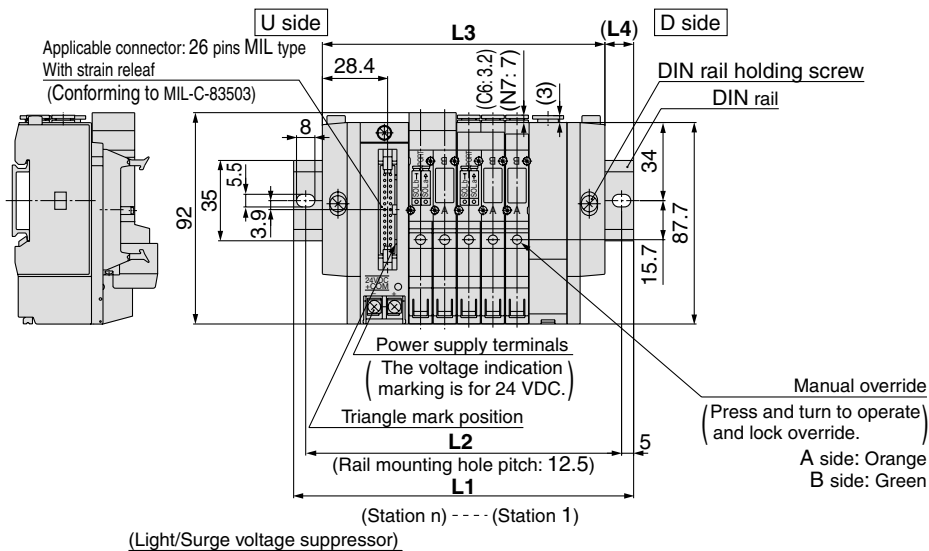 U side
L3
(L4)
D side
Applicable connector: 26 pins MIL type
With strain releaf
(Conforming to MIL-C-83503)
28.4
(C6: 3.2)
(N7: 7)
(3)
DIN rail holding screw
DIN rail
8
5.5
35
3.9
92
34
87.7
15.7
SOLb
SOLa
SOLb
SOLa
B
B
B
A
A
A
24VDC
+COM
Power supply terminals
(The voltage indication
marking is for 24 VDC.)
Triangle mark position
Manual override
(Press and turn to operate
and lock override.)
A side: Orange
B side: Green
L2
5
(Rail mounting hole pitch: 12.5)
L1
(Station n) ---- (Station 1)
(Light/Surge voltage suppressor)